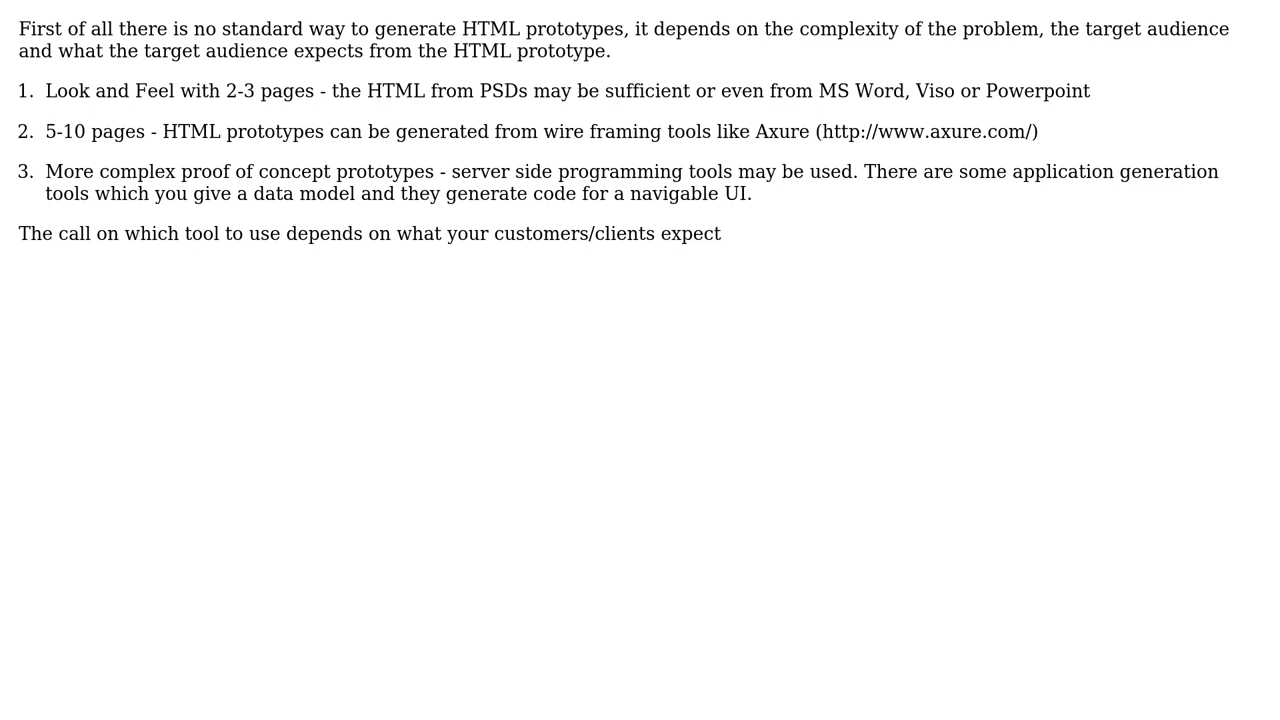 First of all there is no standard way to generate HTML prototypes, it depends on the complexity of the problem, the target audience
and what the target audience expects from the HTML prototype.
1. Look and Feel with 2-3 pages - the HTML from PSDs may be sufficient or even from MS Word, Viso or Powerpoint
2. 5-10 pages - HTML prototypes can be generated from wire framing tools like Axure (http://www.axure.com/)
3. More complex proof of concept prototypes - server side programming tools may be used. There are some application generation
tools which you give a data model and they generate code for a navigable UI.
The call on which tool to use depends on what your customers/clients expect